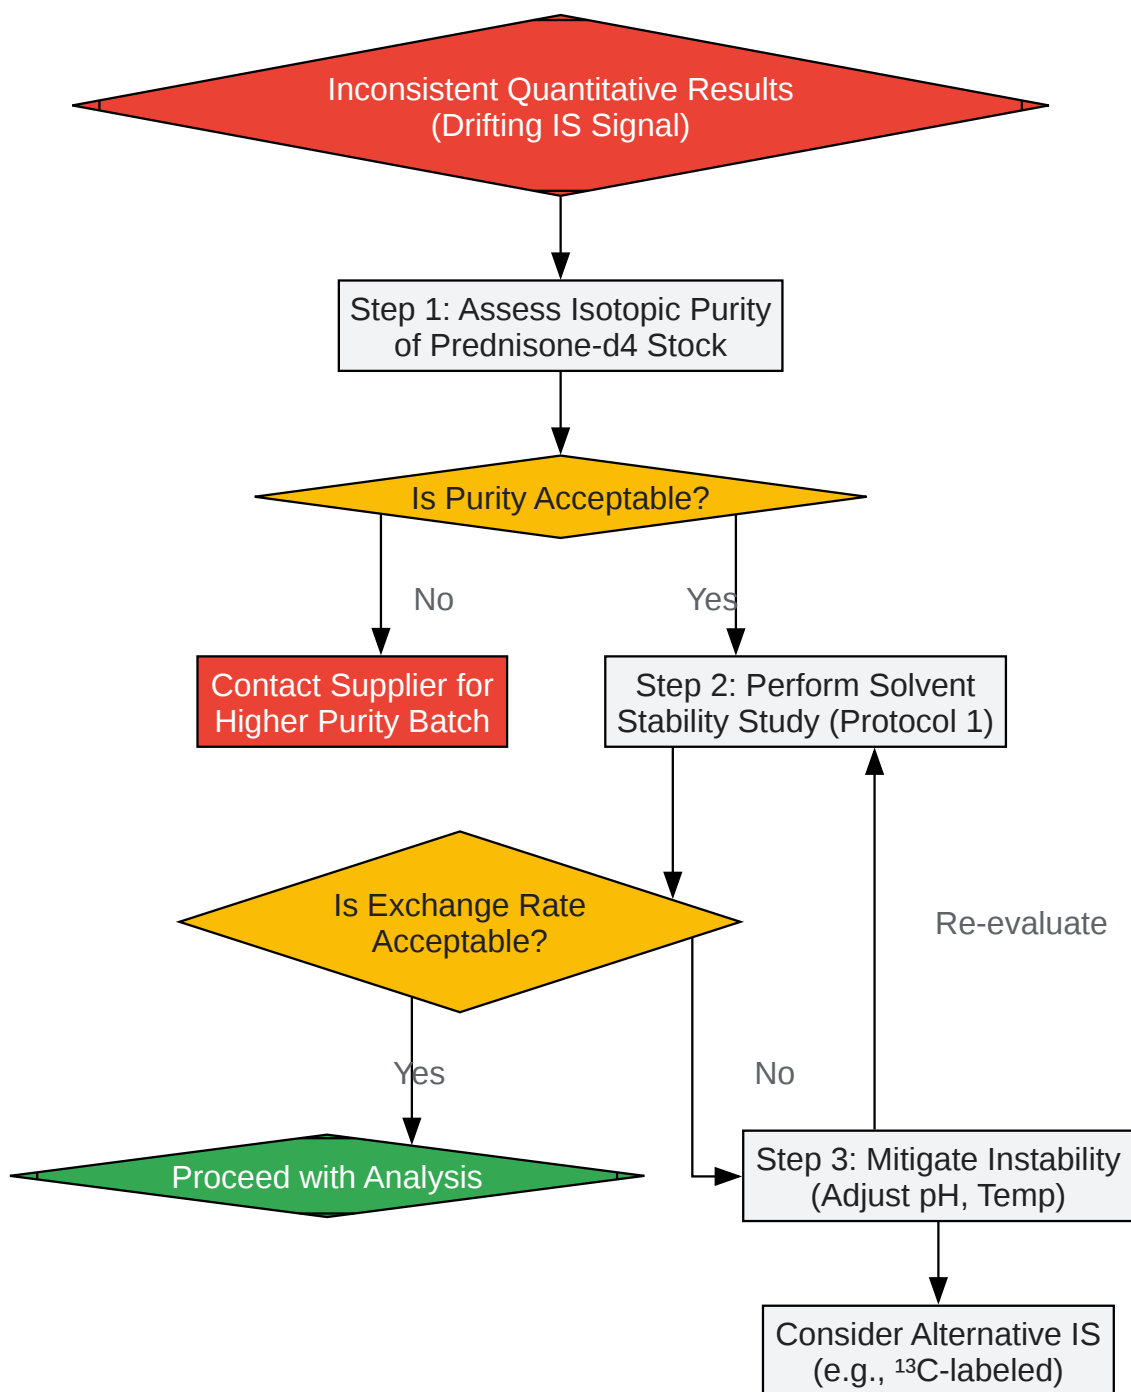 Inconsistent Quantitative Results
(Drifting IS Signal)
Step 1: Assess Isotopic Purity
of Prednisone-d4 Stock
Is Purity Acceptable?
No
Yes
Contact Supplier for
Higher Purity Batch
Step 2: Perform Solvent
Stability Study (Protocol 1)
Is Exchange Rate
Acceptable?
Re-evaluate
Yes
No
Proceed with Analysis
Step 3: Mitigate Instability
(Adjust pH, Temp)
Consider Alternative IS
(e.g., ¹³C-labeled)